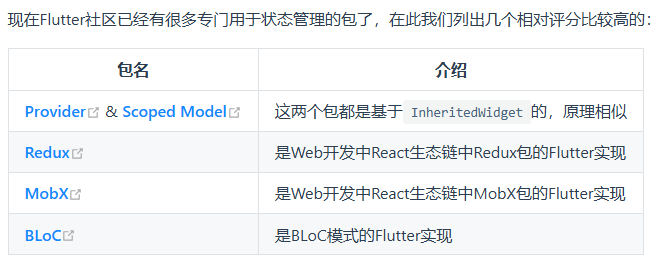 现在Flutter社区已经有很多专门用于状态管理的包了，在此我们列出几个相对评分比较高的：
包名 介绍
Provider & Scoped Model 这两个包都是基于 InheritedWidget 的，原理相似
Redux 是Web开发中React生态链中Redux包的Flutter实现
MobX 是Web开发中React生态链中MobX包的Flutter实现
BLoC 是BLoC模式的Flutter实现